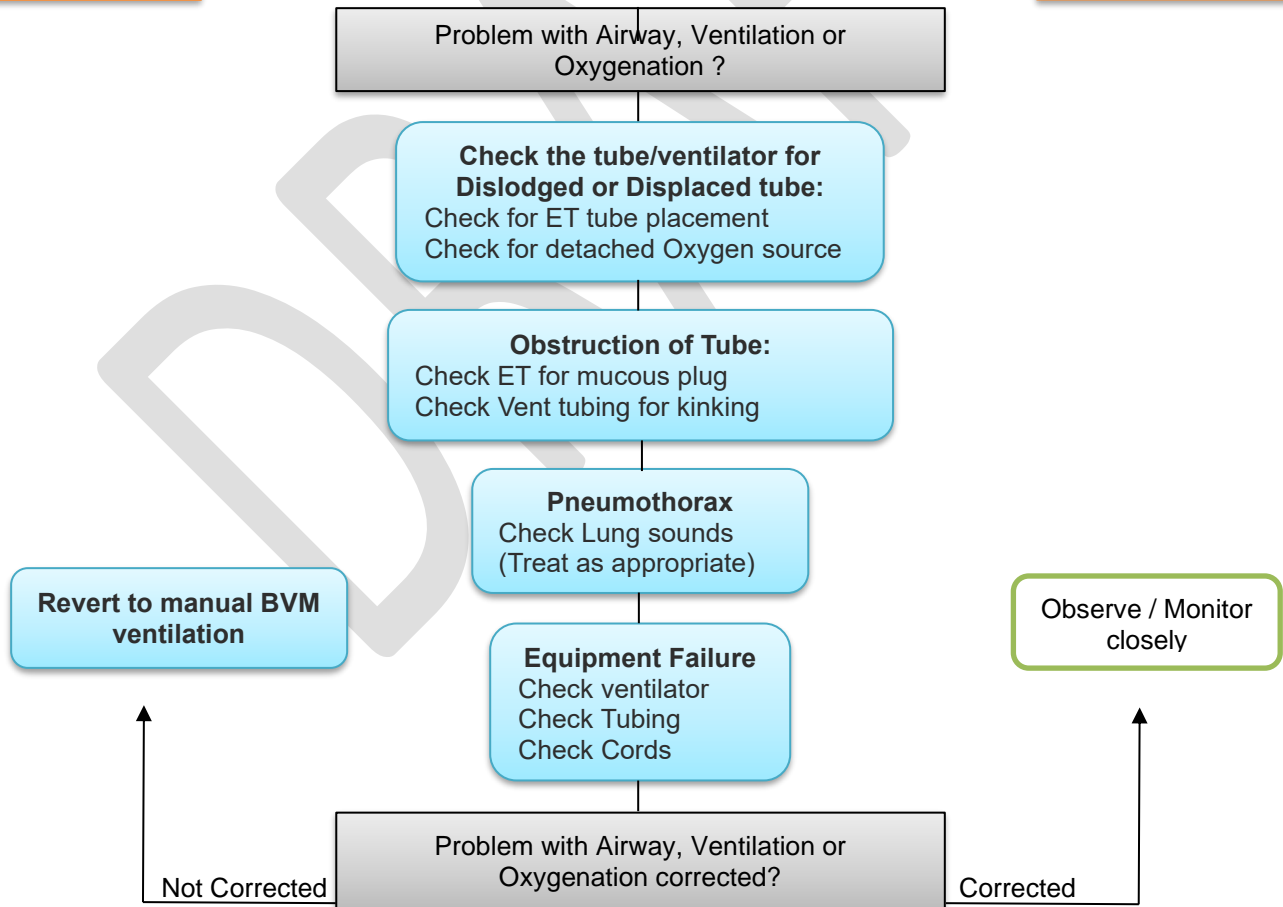 Problem with Airway, Ventilation or
Oxygenation ?
Check the tube/ventilator for
Dislodged or Displaced tube:
Check for ET tube placement
Check for detached Oxygen source
Obstruction of Tube:
Check ET for mucous plug
Check Vent tubing for kinking
Pneumothorax
Check Lung sounds
(Treat as appropriate)
Revert to manual BVM
ventilation
Observe / Monitor
closely
Equipment Failure
Check ventilator
Check Tubing
Check Cords
Problem with Airway, Ventilation or
Oxygenation corrected?
Not Corrected
Corrected